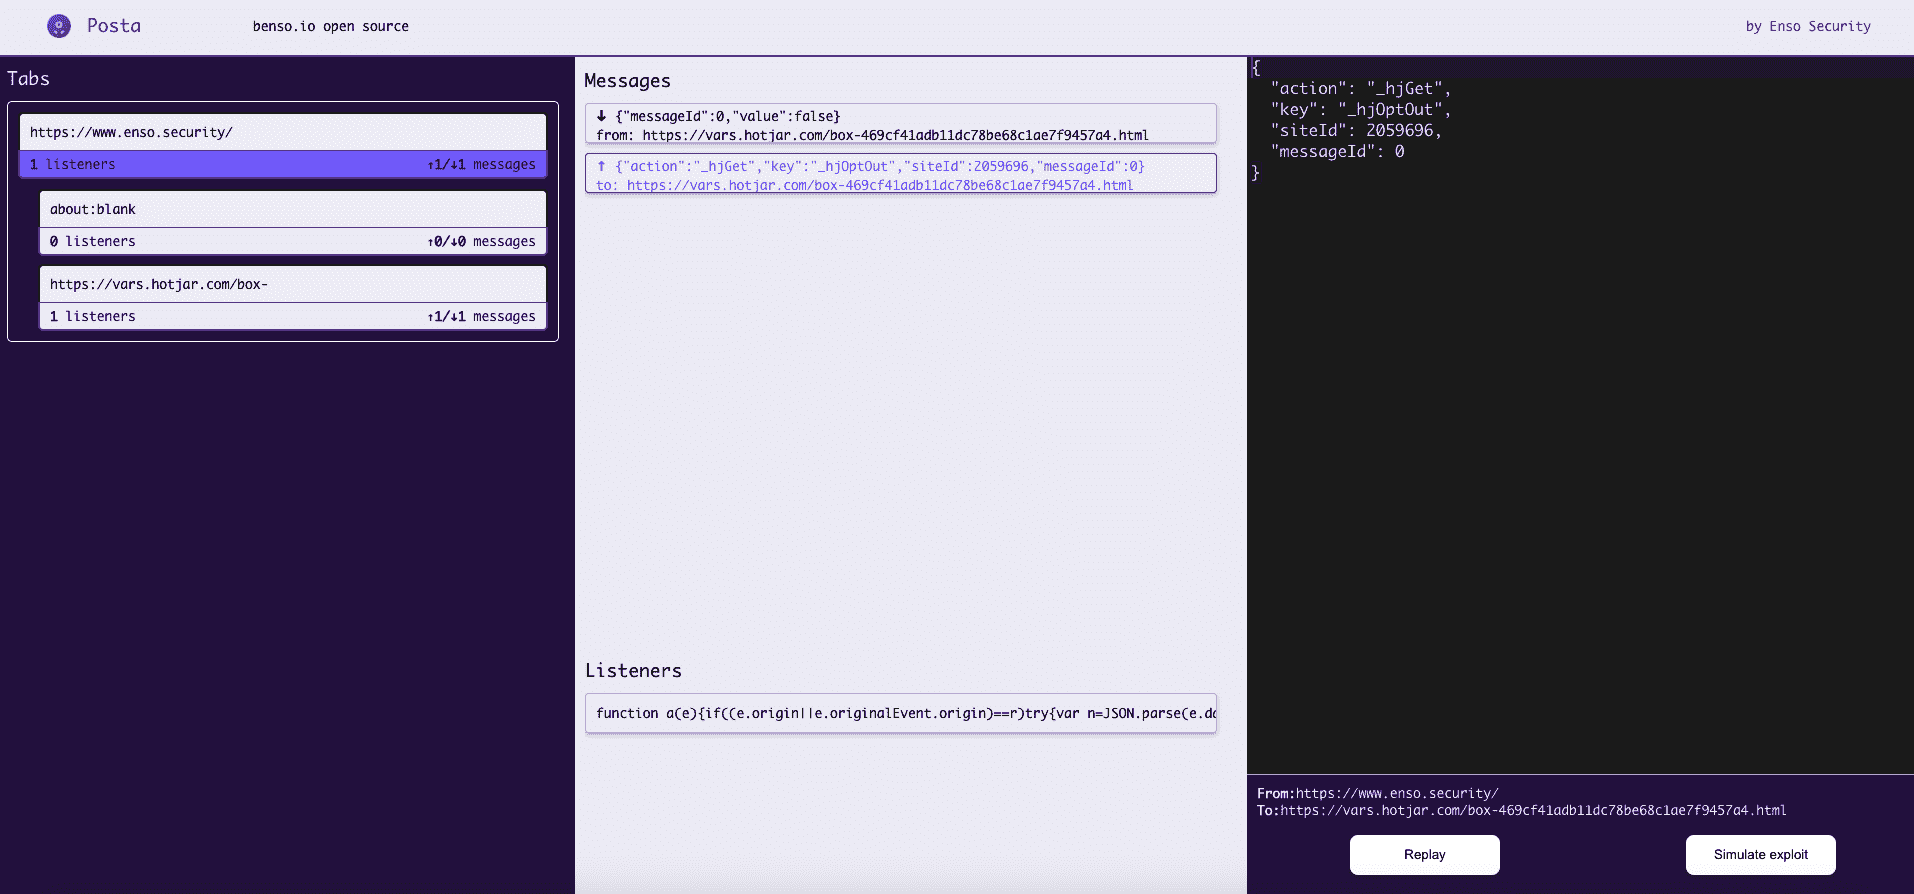 Posta
benso.io open source
by Enso Security
Tabs
https://www.enso.security/
1 listeners ↑1/↓1 messages
about:blank
0 listeners ↑0/↓0 messages
https://vars.hotjar.com/box-
1 listeners ↑1/↓1 messages
Messages
↓ {"messageId":0,"value":false}
from: https://vars.hotjar.com/box-469cf41adb11dc78be68c1ae7f9457a4.html
↑ {"action":"_hjGet","key":"_hjOptOut","siteId":2059696,"messageId":0}
to: https://vars.hotjar.com/box-469cf41adb11dc78be68c1ae7f9457a4.html
Listeners
function a(e){if((e.origin||e.originalEvent.origin)==r)try{var n=JSON.parse(e.da
{
"action": "_hjGet",
"key": "_hjOptOut",
"siteId": 2059696,
"messageId": 0
}
From:https://www.enso.security/
To:https://vars.hotjar.com/box-469cf41adb11dc78be68c1ae7f9457a4.html
Replay
Simulate exploit